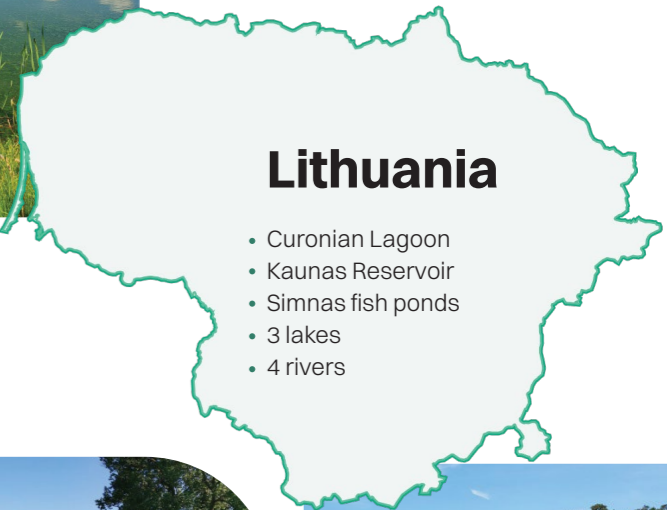 Lithuania
• Curonian Lagoon
• Kaunas Reservoir
• Simnas fish ponds
• 3 lakes
• 4 rivers